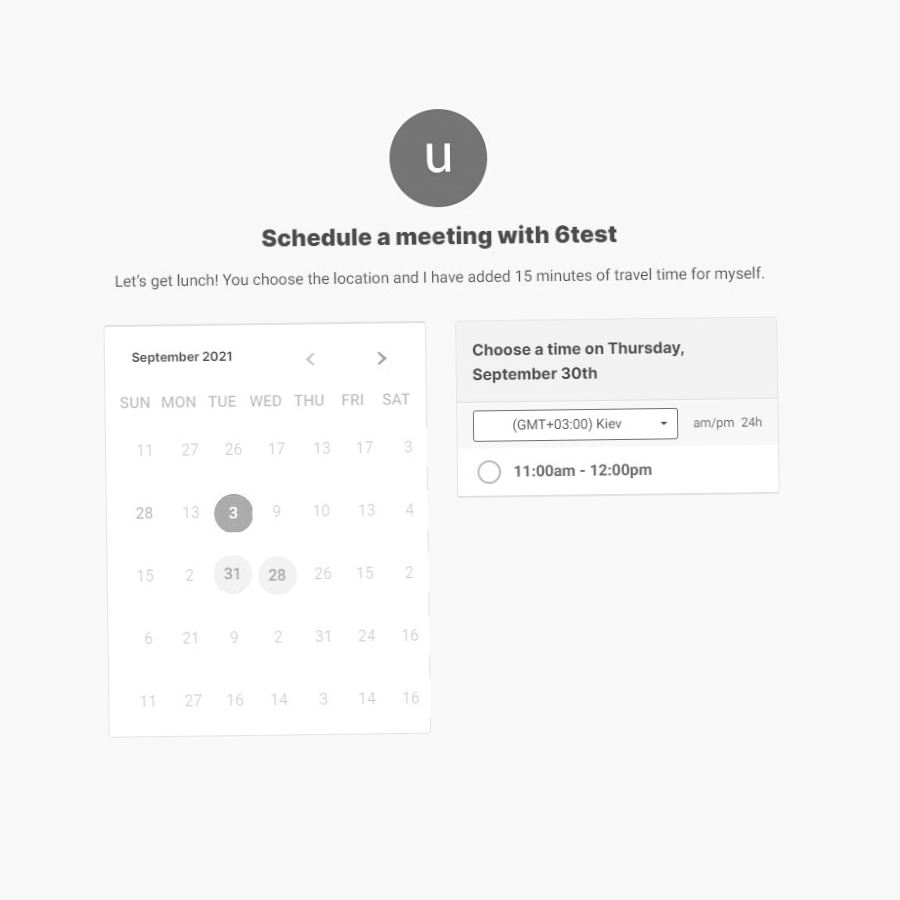 u
Schedule a meeting with 6test
Let's get lunch! You choose the location and I have added 15 minutes of travel time for myself.
September 2021
SUN MON TUE WED THU FRI SAT
11 27 26 17 13 17 3
28 13 3 9 10 13 4
15 2 31 28 26 15 2
6 21 9 2 31 24 16
11 27 16 14 3 14 16
Choose a time on Thursday,
September 30th
(GMT+03:00) Kiev am/pm 24h
11:00am - 12:00pm